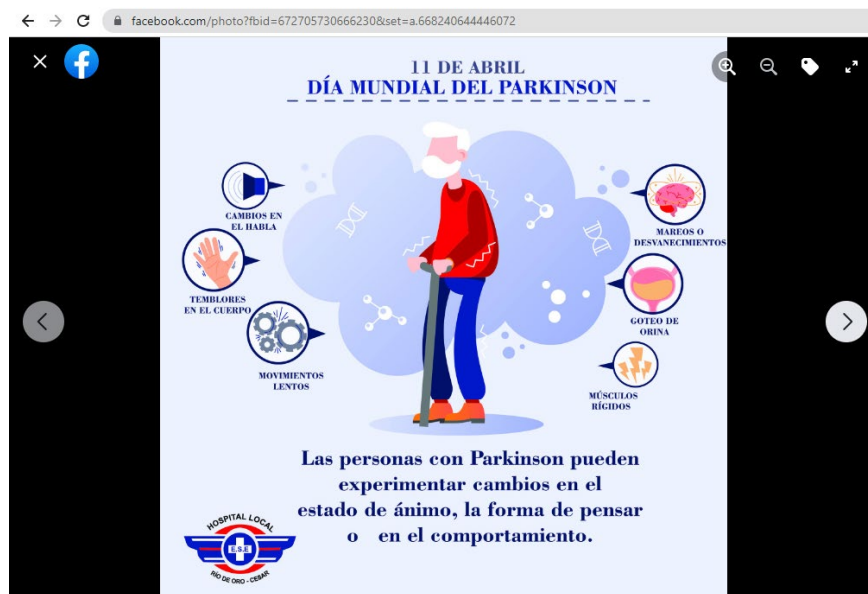 facebook.com/photo?fbid=672705730666230&set=a.668240644446072
11 DE ABRIL
DÍA MUNDIAL DEL PARKINSON
CAMBIOS EN
EL HABLA
TEMBLORES
EN EL CUERPO
MOVIMIENTOS
LENTOS
MAREOS O
DESVANECIMIENTOS
GOTEO DE
ORINA
MÚSCULOS
RÍGIDOS
Las personas con Parkinson pueden
experimentar cambios en el
estado de ánimo, la forma de pensar
o en el comportamiento.
HOSPITAL LOCAL
E.S.E
RÍO DE ORO - CESAR